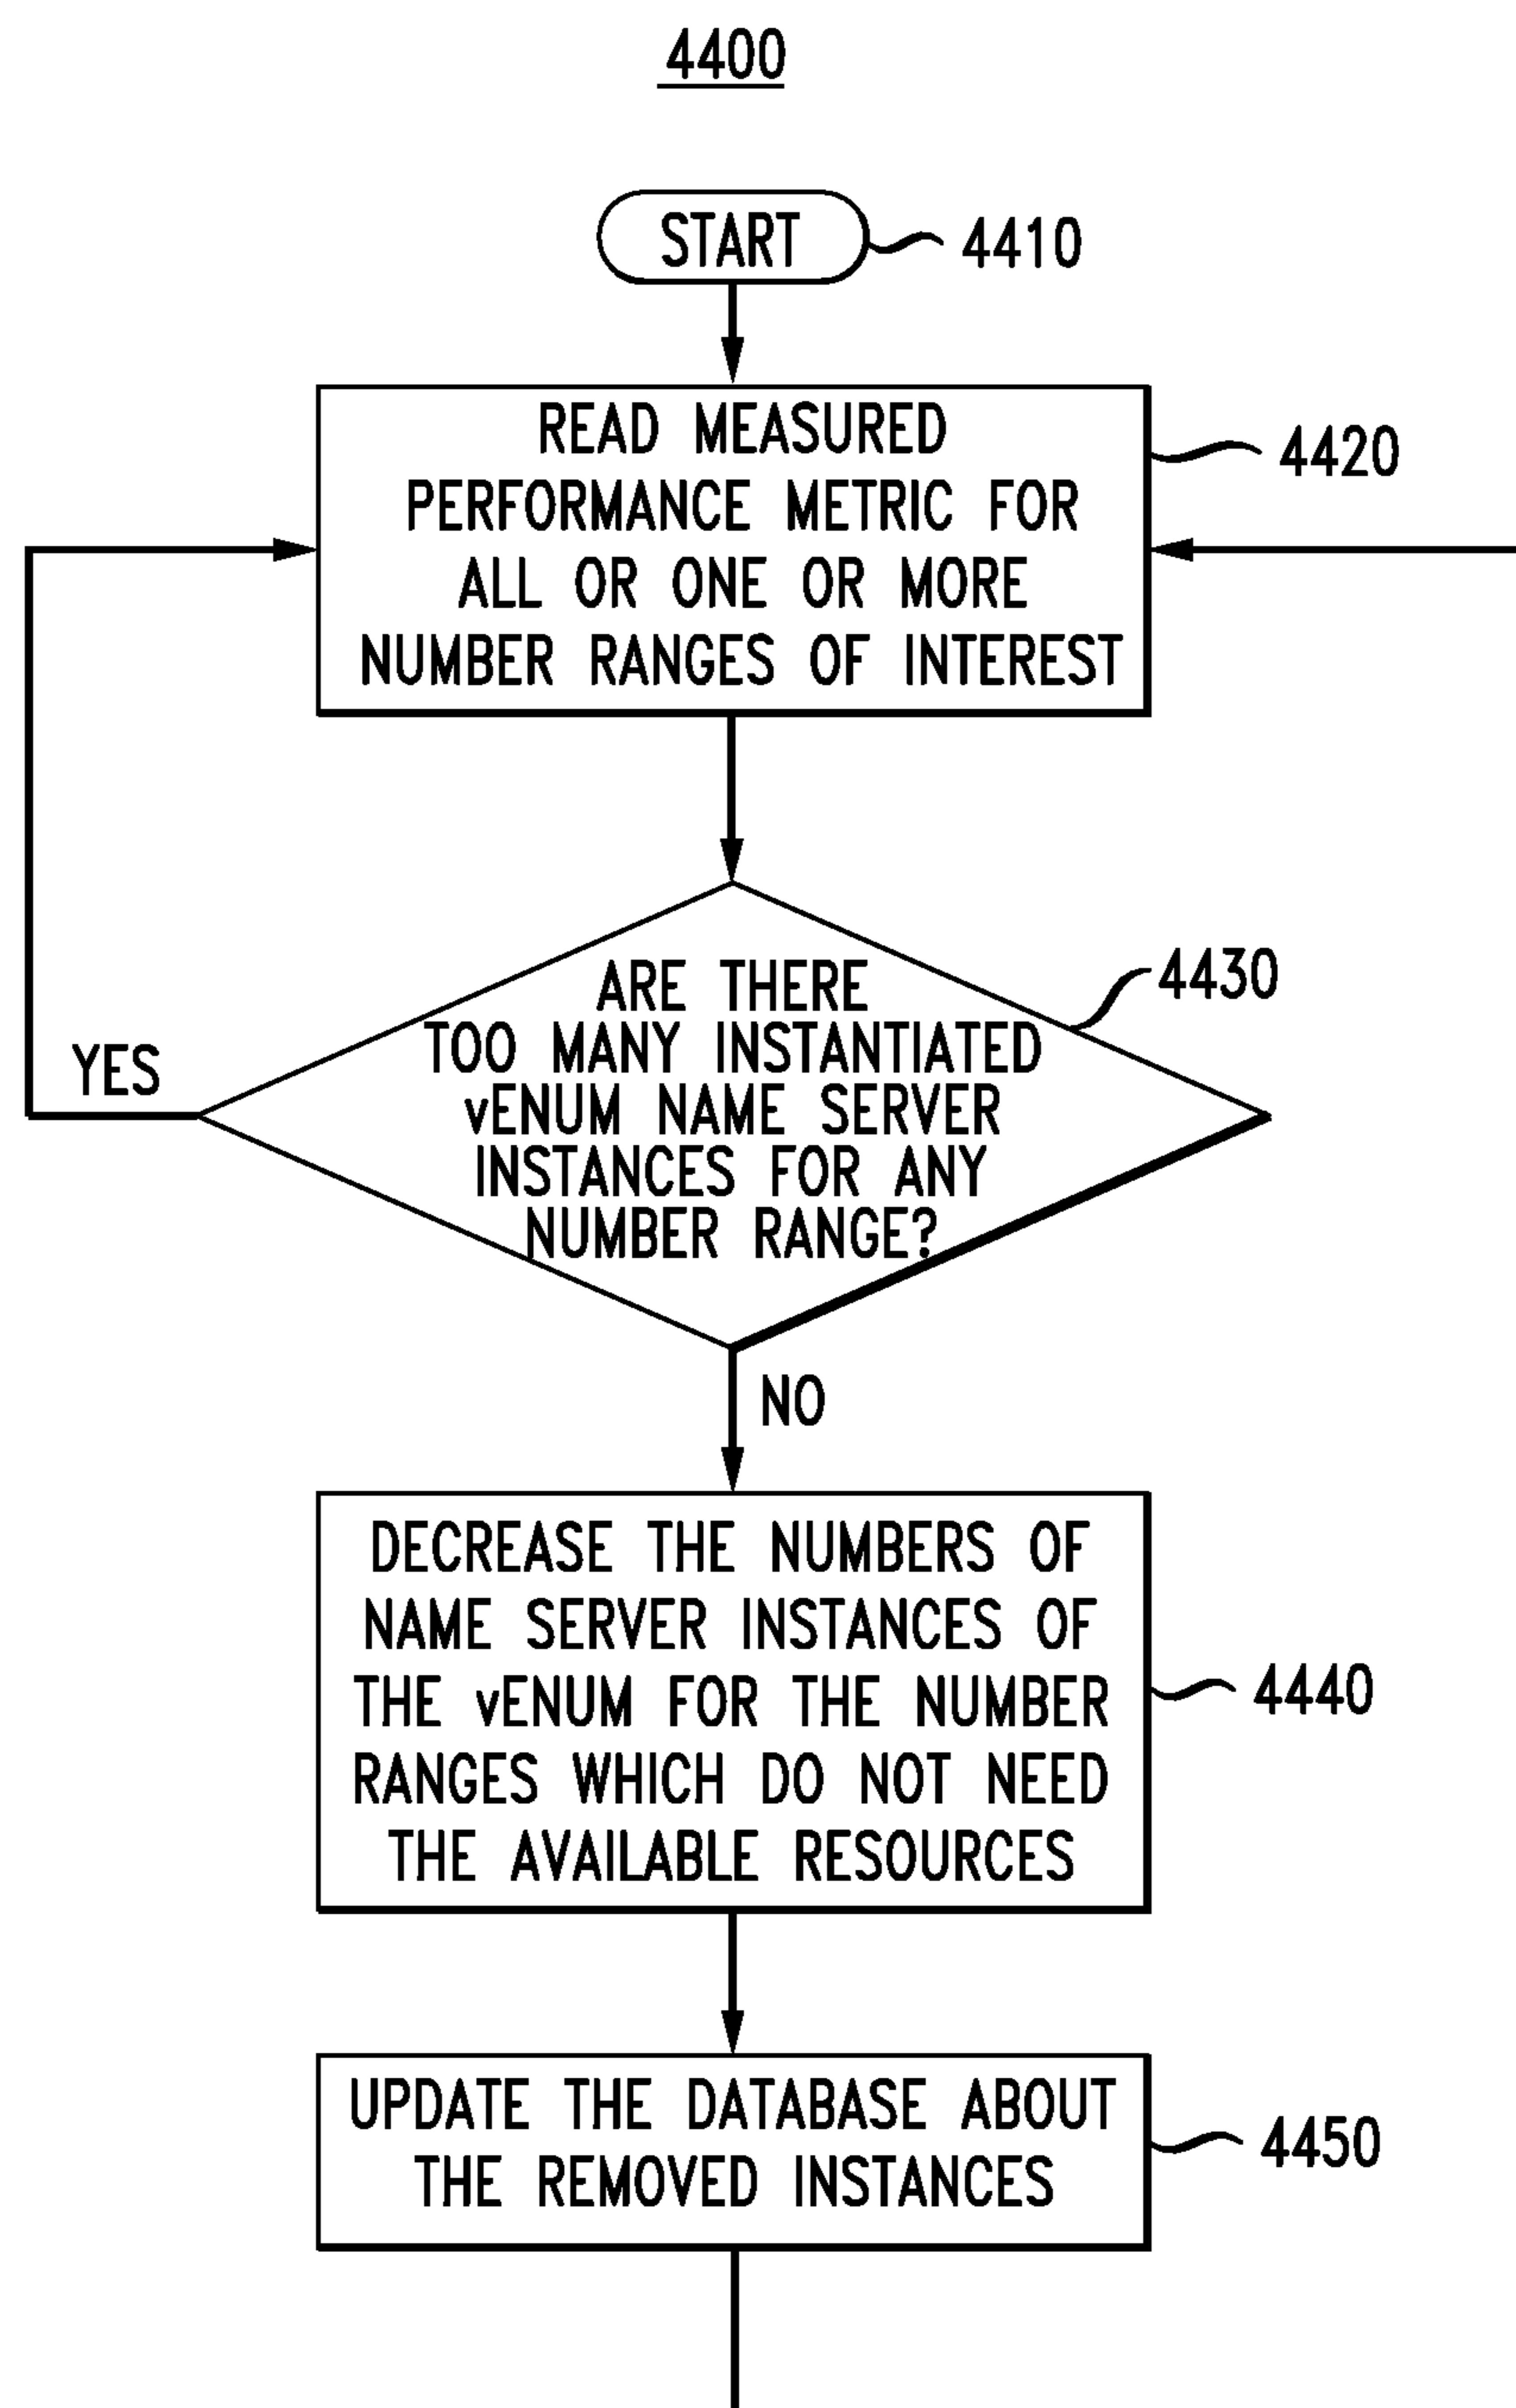 4400
START
4410
READ MEASURED
PERFORMANCE METRIC FOR
ALL OR ONE OR MORE
NUMBER RANGES OF INTEREST
4420
ARE THERE
TOO MANY INSTANTIATED
vENUM NAME SERVER
INSTANCES FOR ANY
NUMBER RANGE?
4430
YES
NO
DECREASE THE NUMBERS OF
NAME SERVER INSTANCES OF
THE vENUM FOR THE NUMBER
RANGES WHICH DO NOT NEED
THE AVAILABLE RESOURCES
4440
UPDATE THE DATABASE ABOUT
THE REMOVED INSTANCES
4450